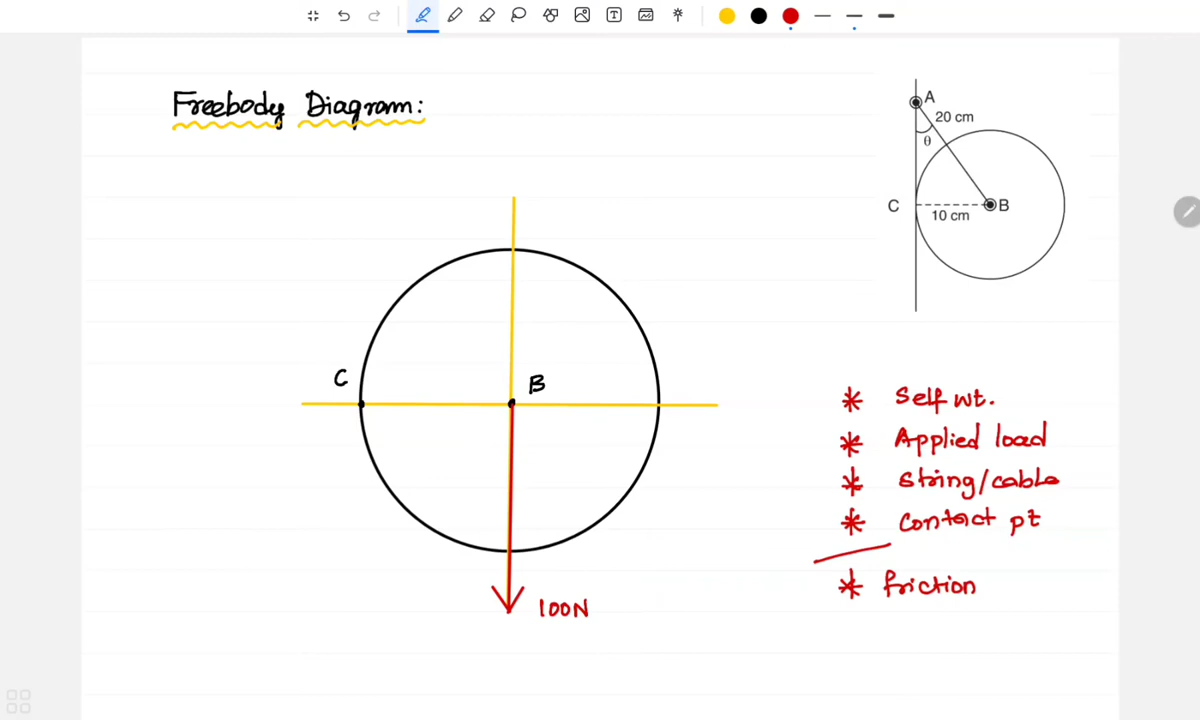 Freebody Diagram:
A
20 cm
θ
C
B
10 cm
C
B
* Self wt.
* Applied load
* String/cable
* Contact pt
* friction
100N